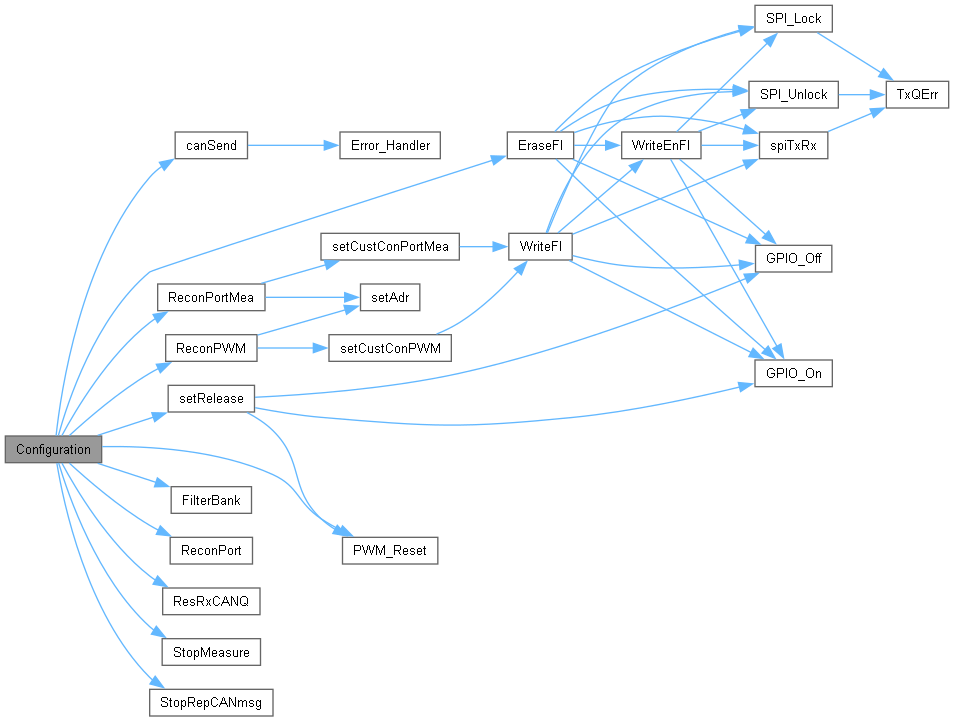 SPI_Lock
SPI_Unlock
TxQErr
canSend
Error_Handler
EraseFl
WriteEnFl
spiTxRx
setCustConPortMea
WriteFl
GPIO_Off
ReconPortMea
setAdr
ReconPWM
setCustConPWM
GPIO_On
setRelease
Configuration
FilterBank
ReconPort
PWM_Reset
ResRxCANQ
StopMeasure
StopRepCANmsg